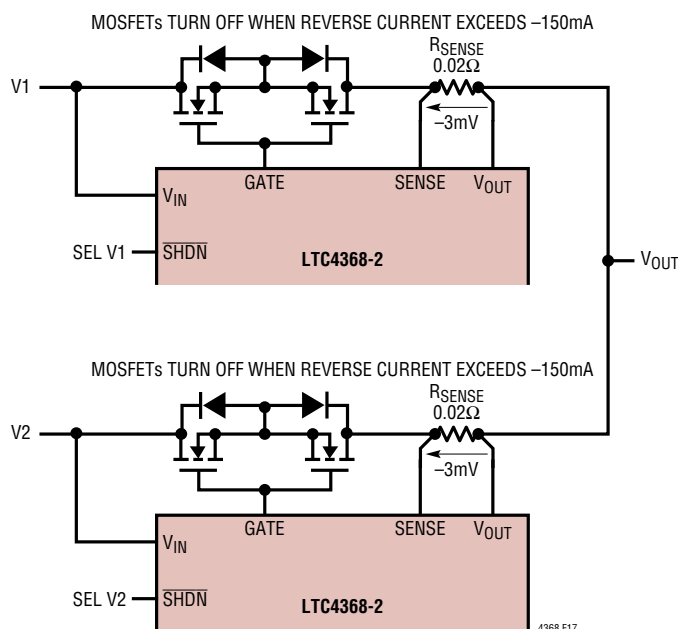 MOSFETs TURN OFF WHEN REVERSE CURRENT EXCEEDS –150mA
RSENSE
0.02Ω
V1
–3mV
GATE SENSE VOUT
VIN
SEL V1 SHDN
LTC4368-2
VOUT
MOSFETs TURN OFF WHEN REVERSE CURRENT EXCEEDS –150mA
RSENSE
0.02Ω
V2
–3mV
GATE SENSE VOUT
VIN
SEL V2 SHDN
LTC4368-2
4368 F17